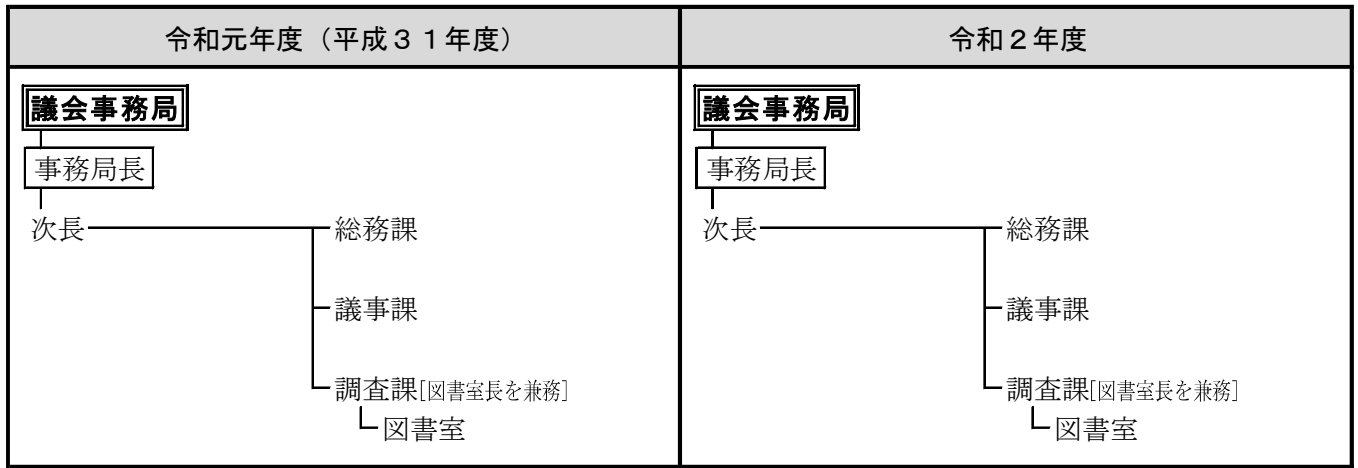 令和元年度（平成３１年度）
令和２年度
議会事務局
事務局長
次長
総務課
議事課
調査課[図書室長を兼務]
図書室
議会事務局
事務局長
次長
総務課
議事課
調査課[図書室長を兼務]
図書室